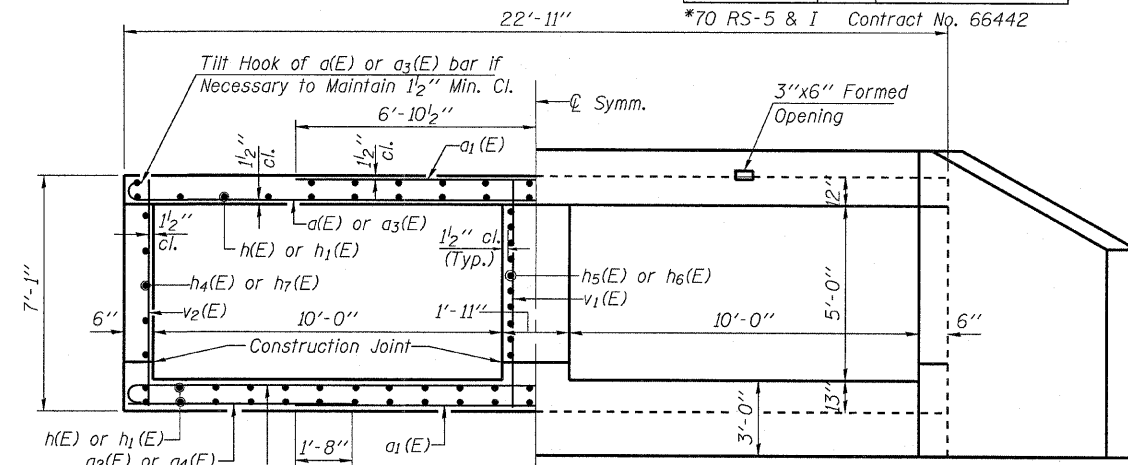 *70 RS-5 & I Contract No. 66442
22'-11"
Tilt Hook of a(E) or a3(E) bar if
Necessary to Maintain 1½" Min. Cl.
℄ Symm.
3"x6" Formed
Opening
6'-10½"
1½" cl.
1½" cl.
a1(E)
12"
a(E) or a3(E)
1½"
cl.
1½" cl.
(Typ.)
h(E) or h1(E)
h5(E) or h6(E)
h4(E) or h7(E)
v1(E)
7'-1"
v2(E)
1'-11"
5'-0"
6"
10'-0"
10'-0"
6"
Construction Joint
13"
3'-0"
h(E) or h1(E)
1'-8"
a1(E)
a2(E) or a4(E)